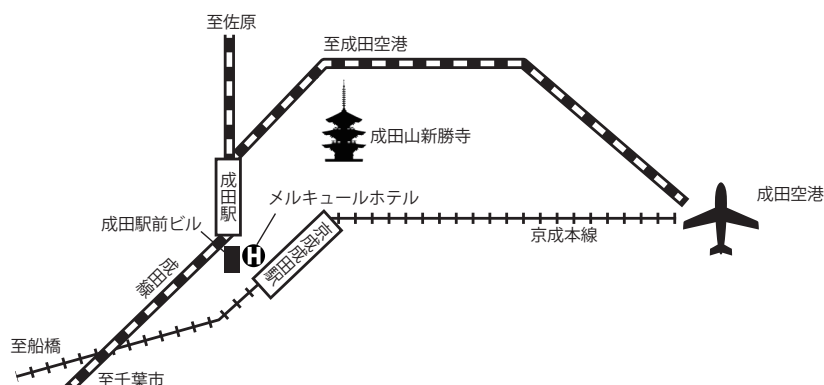 至佐原
至成田空港
成田山新勝寺
成田駅
メルキュールホテル
成田空港
成田駅前ビル
H
京成成田駅
京成本線
成田線
至船橋
至千葉市